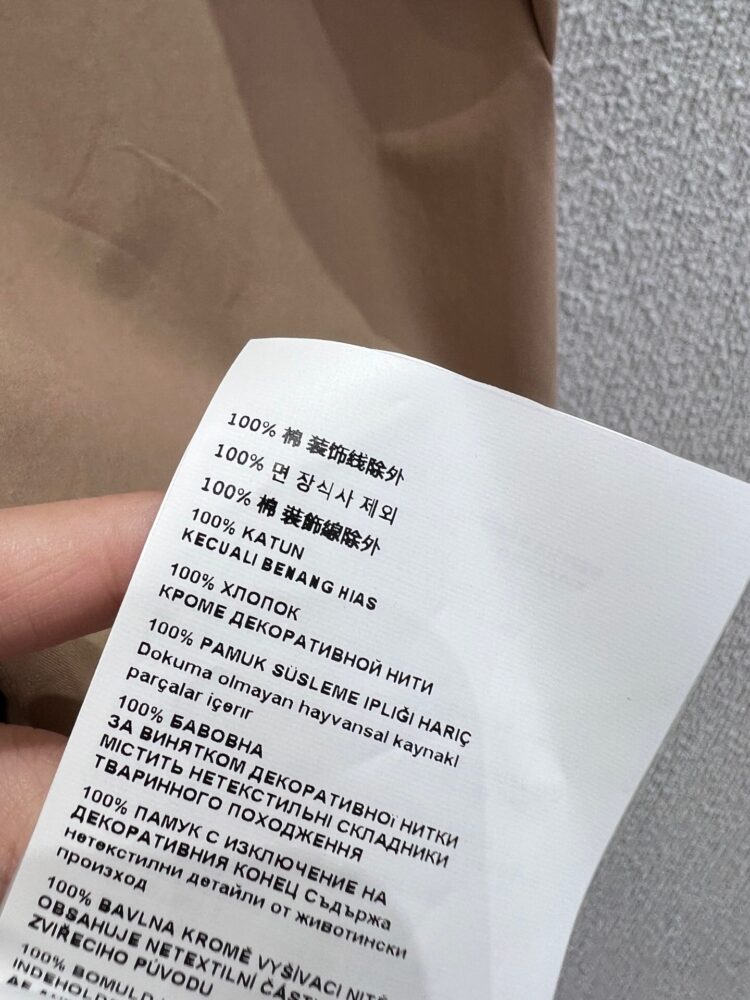 100% 棉 装饰线除外
100% 면 장식사 제외
100% 棉 裝飾線除外
100% KATUN
KECUALI BENANG HIAS
100% ХЛОПОК
КРОМЕ ДЕКОРАТИВНОЙ НИТИ
100% PAMUK SÜSLEME IPLIĞI HARIÇ
Dokuma olmayan hayvansal kaynaklı
parçalar içerır
100% БАВОВНА
ЗА ВИНЯТКОМ ДЕКОРАТИВНОї НИТКИ
МІСТИТЬ НЕТЕКСТИЛЬНІ СКЛАДНИКИ
ТВАРИННОГО ПОХОДЖЕННЯ
100% ПАМУК С ИЗКЛЮЧЕНИЕ НА
ДЕКОРАТИВНИЯ КОНЕЦ Съдържа
нетекстилни детайли от животински
произход
100% BAVLNA KROMĚ VYŠÍVACÍ NITĚ
OBSAHUJE NETEXTILNÍ ČÁSTI
ZVÍŘECÍHO PŮVODU
100% BOMULD